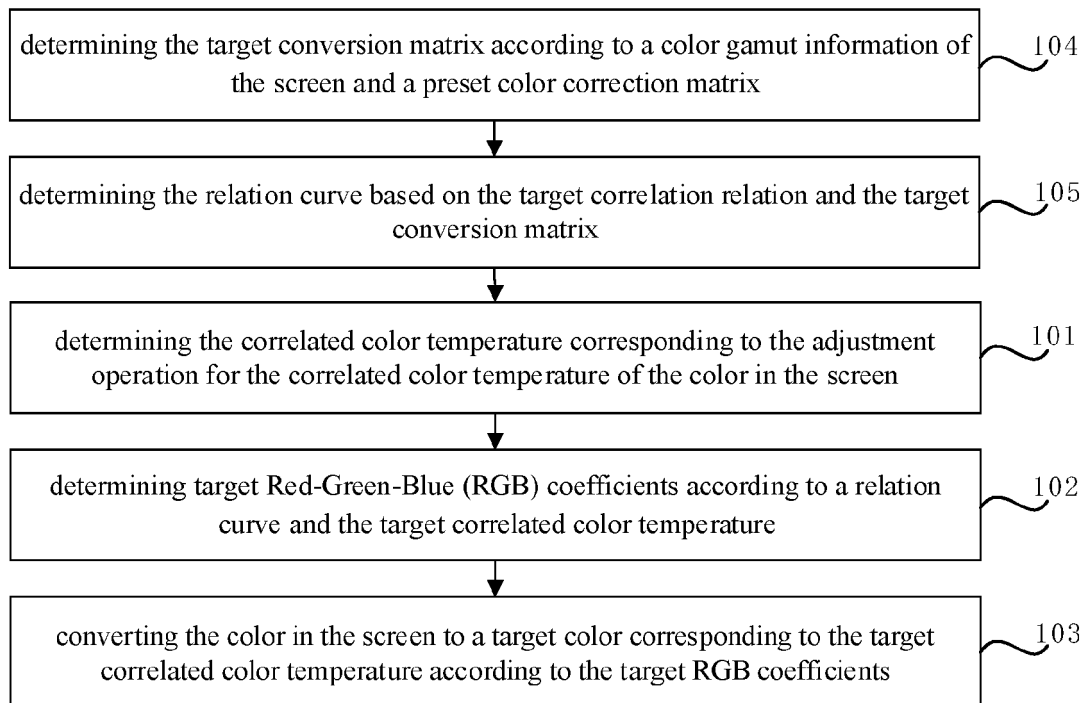 determining the target conversion matrix according to a color gamut information of
the screen and a preset color correction matrix
104
determining the relation curve based on the target correlation relation and the target
conversion matrix
105
determining the correlated color temperature corresponding to the adjustment
operation for the correlated color temperature of the color in the screen
101
determining target Red-Green-Blue (RGB) coefficients according to a relation
curve and the target correlated color temperature
102
converting the color in the screen to a target color corresponding to the target
correlated color temperature according to the target RGB coefficients
103